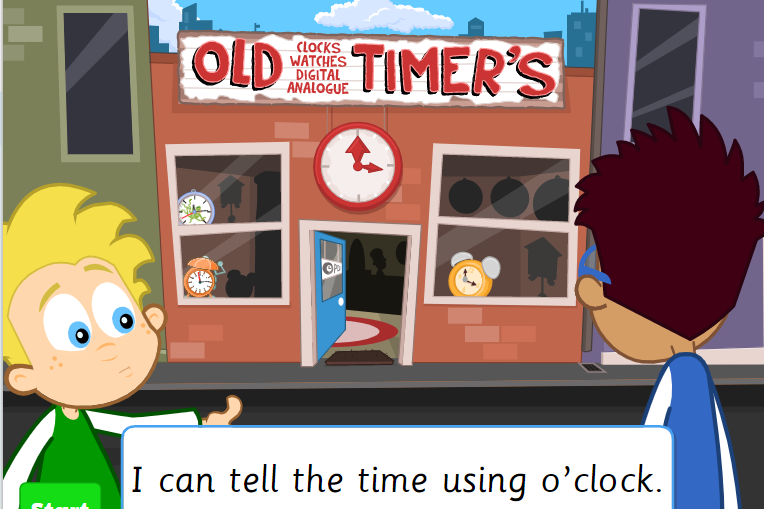 OLD TIMER'S
CLOCKS
WATCHES
DIGITAL
ANALOGUE
I can tell the time using o'clock.
Start